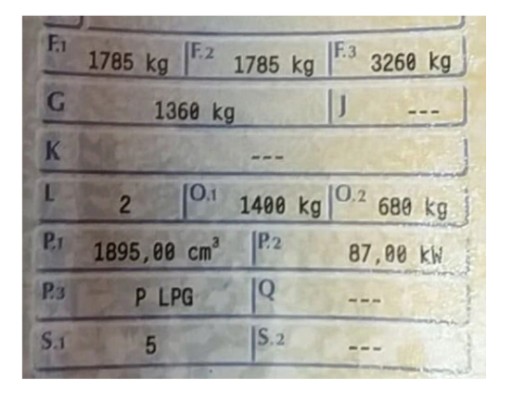 F.1 1785 kg F.2 1785 kg F.3 3260 kg
G 1360 kg J ---
K ---
L 2 O.1 1400 kg O.2 680 kg
P.1 1895,00 cm³ P.2 87,00 kW
P.3 P LPG Q ---
S.1 5 S.2 ---